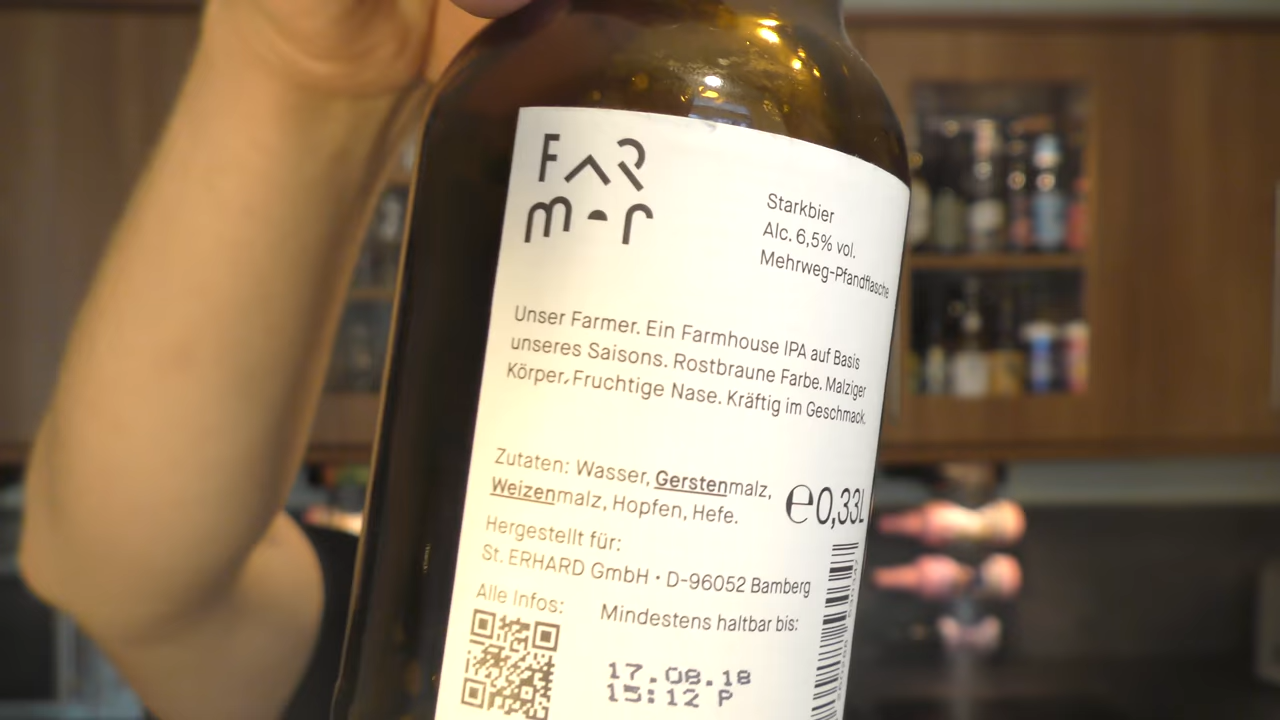 FAR
mer
Starkbier
Alc. 6,5% vol.
Mehrweg-Pfandflasche
Unser Farmer. Ein Farmhouse IPA auf Basis
unseres Saisons. Rostbraune Farbe. Malziger
Körper, Fruchtige Nase. Kräftig im Geschmack.
Zutaten: Wasser, Gerstenmalz,
Weizenmalz, Hopfen, Hefe.
℮0,33L
Hergestellt für:
St. ERHARD GmbH · D-96052 Bamberg
Alle Infos:
Mindestens haltbar bis:
17.08.18
15:12 P